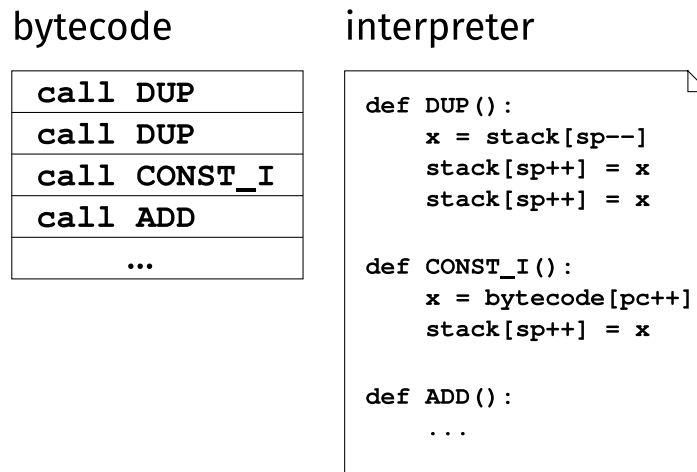 bytecode
call DUP
call DUP
call CONST_I
call ADD
...
interpreter
def DUP():
    x = stack[sp--]
    stack[sp++] = x
    stack[sp++] = x
def CONST_I():
    x = bytecode[pc++]
    stack[sp++] = x
def ADD():
    ...